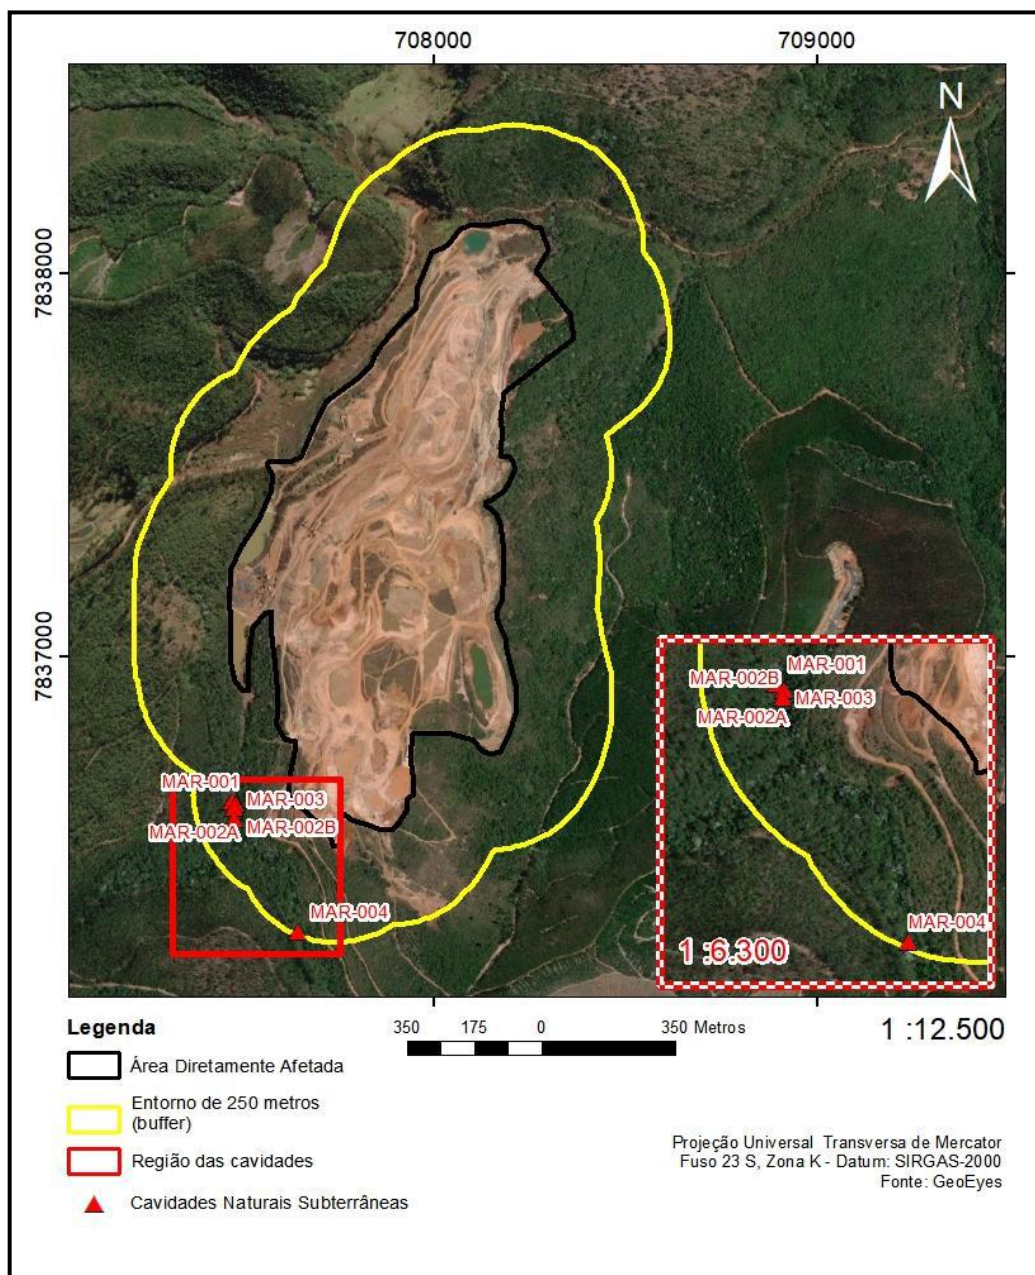 708000
709000
N
7838000
7837000
MAR-001
MAR-003
MAR-002A
MAR-002B
MAR-004
MAR-001
MAR-002B
MAR-003
MAR-002A
MAR-004
1 :6.300
Legenda
350 175 0 350 Metros
1 :12.500
Área Diretamente Afetada
Entorno de 250 metros
(buffer)
Região das cavidades
Cavidades Naturais Subterrâneas
Projeção Universal Transversa de Mercator
Fuso 23 S, Zona K - Datum: SIRGAS-2000
Fonte: GeoEyes